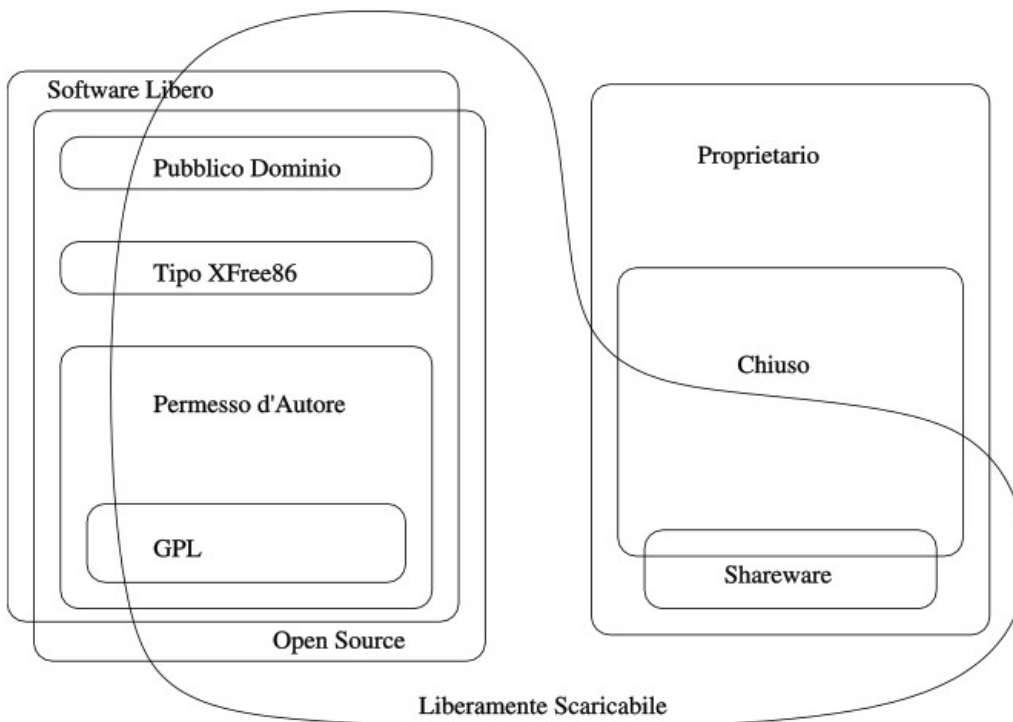 Software Libero
Pubblico Dominio
Tipo XFree86
Permesso d'Autore
GPL
Open Source
Proprietario
Chiuso
Shareware
Liberamente Scaricabile